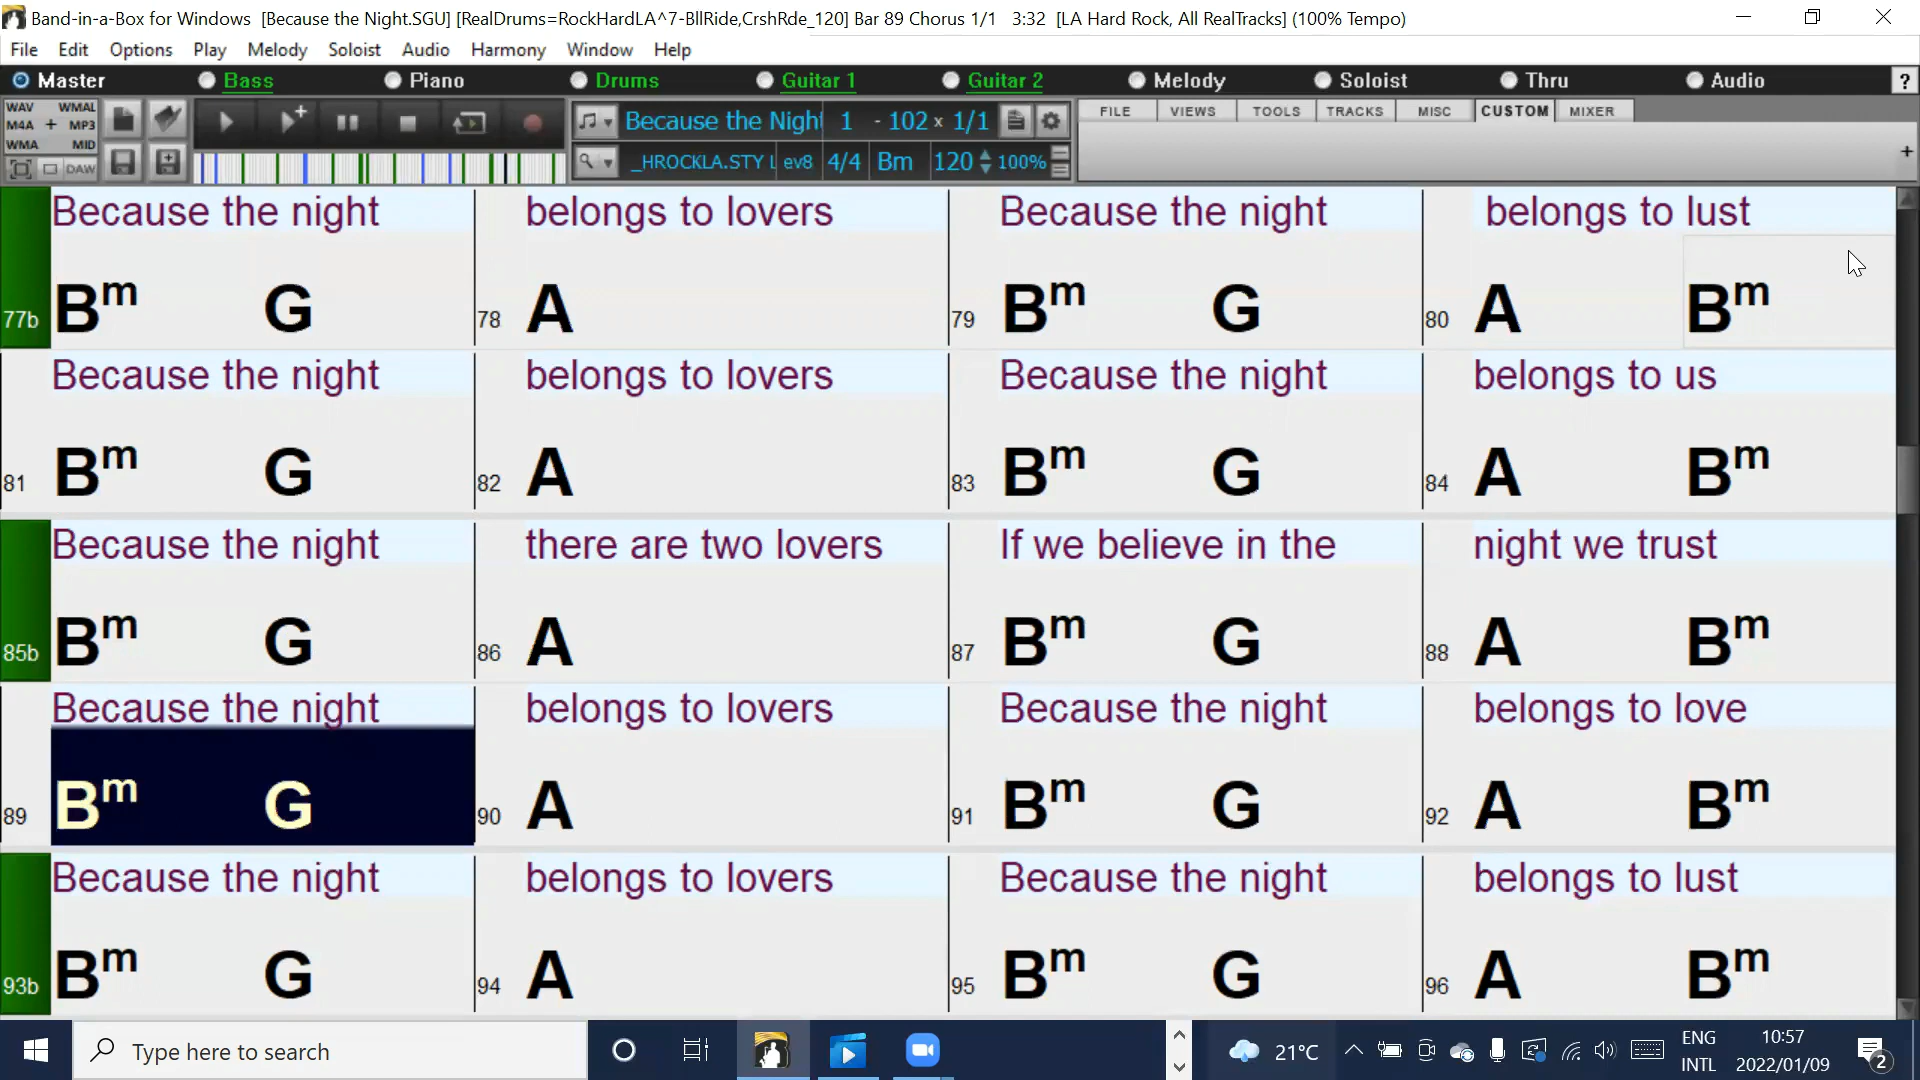 Band-in-a-Box for Windows [Because the Night.SGU] [RealDrums=RockHardLA^7-BllRide,CrshRde_120] Bar 89 Chorus 1/1 3:32 [LA Hard Rock, All RealTracks] (100% Tempo)
File Edit Options Play Melody Soloist Audio Harmony Window Help
Master Bass Piano Drums Guitar 1 Guitar 2 Melody Soloist Thru Audio ?
WAV WMAL
M4A + MP3
WMA MID
DAW
Because the Nigh 1 - 102 x 1/1
_HROCKLA.STY L ev8 4/4 Bm 120 100%
FILE VIEWS TOOLS TRACKS MISC CUSTOM MIXER
+
Because the night belongs to lovers Because the night belongs to lust
77b Bm G 78 A 79 Bm G 80 A Bm
Because the night belongs to lovers Because the night belongs to us
81 Bm G 82 A 83 Bm G 84 A Bm
Because the night there are two lovers If we believe in the night we trust
85b Bm G 86 A 87 Bm G 88 A Bm
Because the night belongs to lovers Because the night belongs to love
89 Bm G 90 A 91 Bm G 92 A Bm
Because the night belongs to lovers Because the night belongs to lust
93b Bm G 94 A 95 Bm G 96 A Bm
Type here to search
21°C
ENG
INTL
10:57
2022/01/09
2